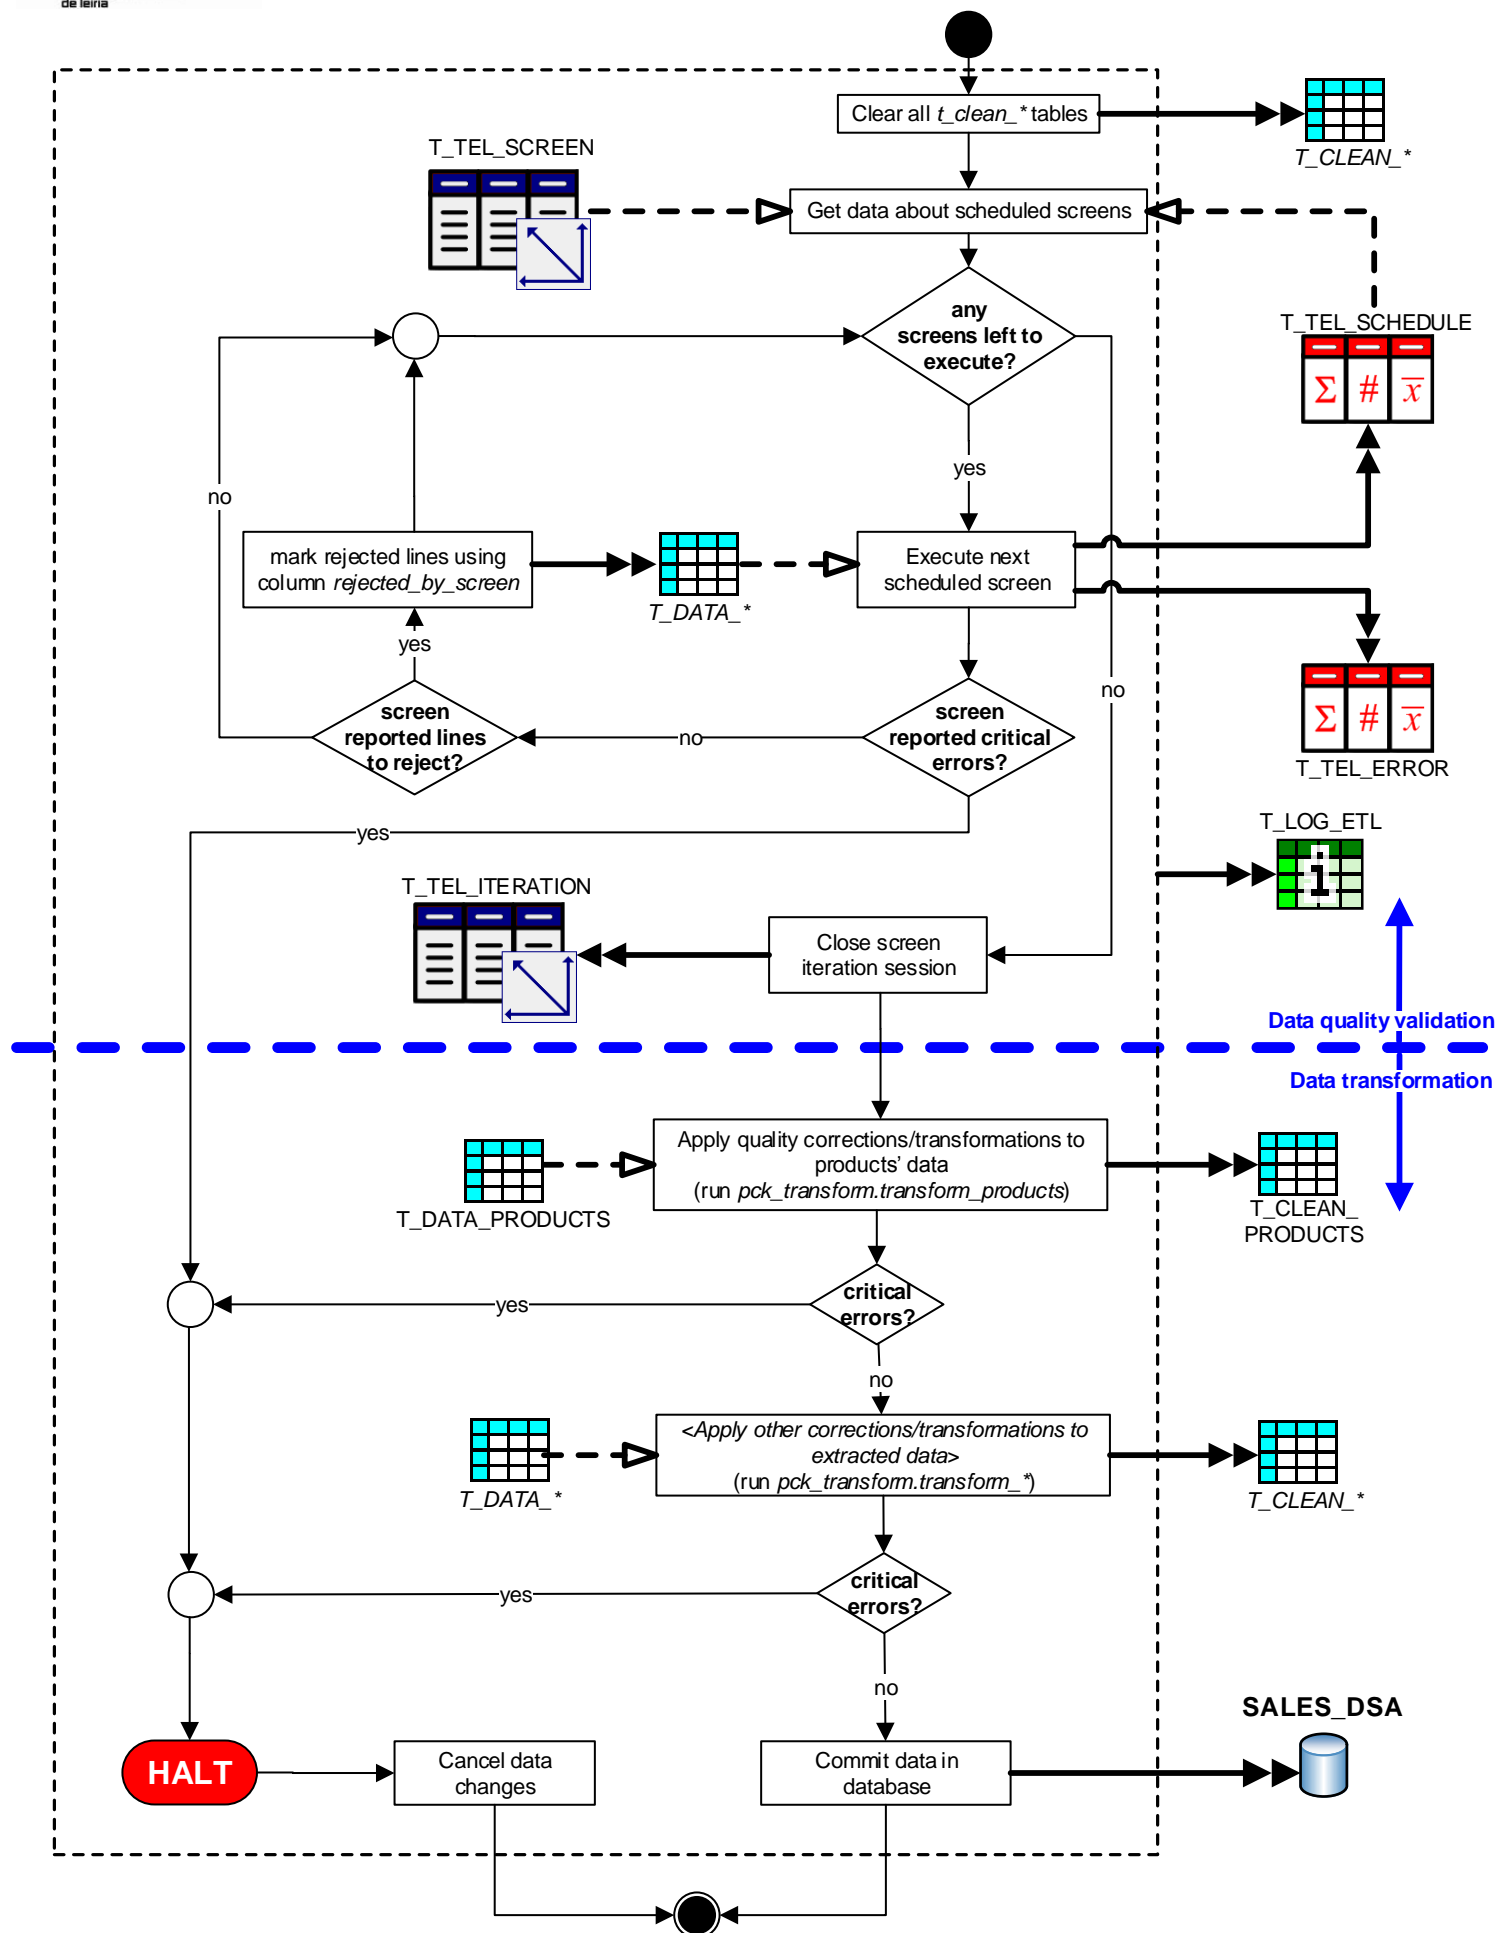 de leiria
Clear all t_clean_* tables
T_CLEAN_*
T_TEL_SCREEN
Get data about scheduled screens
any
screens left to
execute?
T_TEL_SCHEDULE
Σ # x̅
yes
no
mark rejected lines using
column rejected_by_screen
T_DATA_*
Execute next
scheduled screen
yes
screen
reported lines
to reject?
no
screen
reported critical
errors?
no
Σ # x̅
T_TEL_ERROR
yes
T_LOG_ETL
i
T_TEL_ITERATION
Close screen
iteration session
Data quality validation
Data transformation
Apply quality corrections/transformations to
products' data
(run pck_transform.transform_products)
T_DATA_PRODUCTS
T_CLEAN_
PRODUCTS
critical
errors?
yes
no
<Apply other corrections/transformations to
extracted data>
(run pck_transform.transform_*)
T_DATA_*
T_CLEAN_*
critical
errors?
yes
no
SALES_DSA
HALT
Cancel data
changes
Commit data in
database